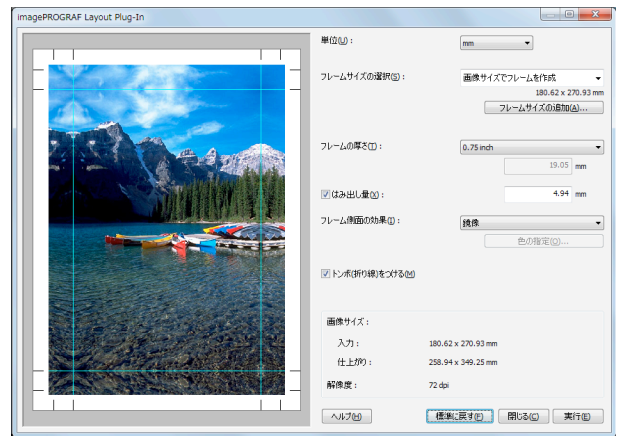 imagePROGRAF Layout Plug-In
単位(U)： mm
フレームサイズの選択(S)： 画像サイズでフレームを作成
180.62 x 270.93 mm
フレームサイズの追加(A)...
フレームの厚さ(T)： 0.75 inch
19.05 mm
はみ出し量(X)： 4.94 mm
フレーム側面の効果(I)： 鏡像
色の指定(O)...
トンボ(折り線)をつける(M)
画像サイズ：
入力： 180.62 x 270.93 mm
仕上がり： 258.94 x 349.25 mm
解像度： 72 dpi
ヘルプ(H) 標準に戻す(F) 閉じる(C) 実行(E)